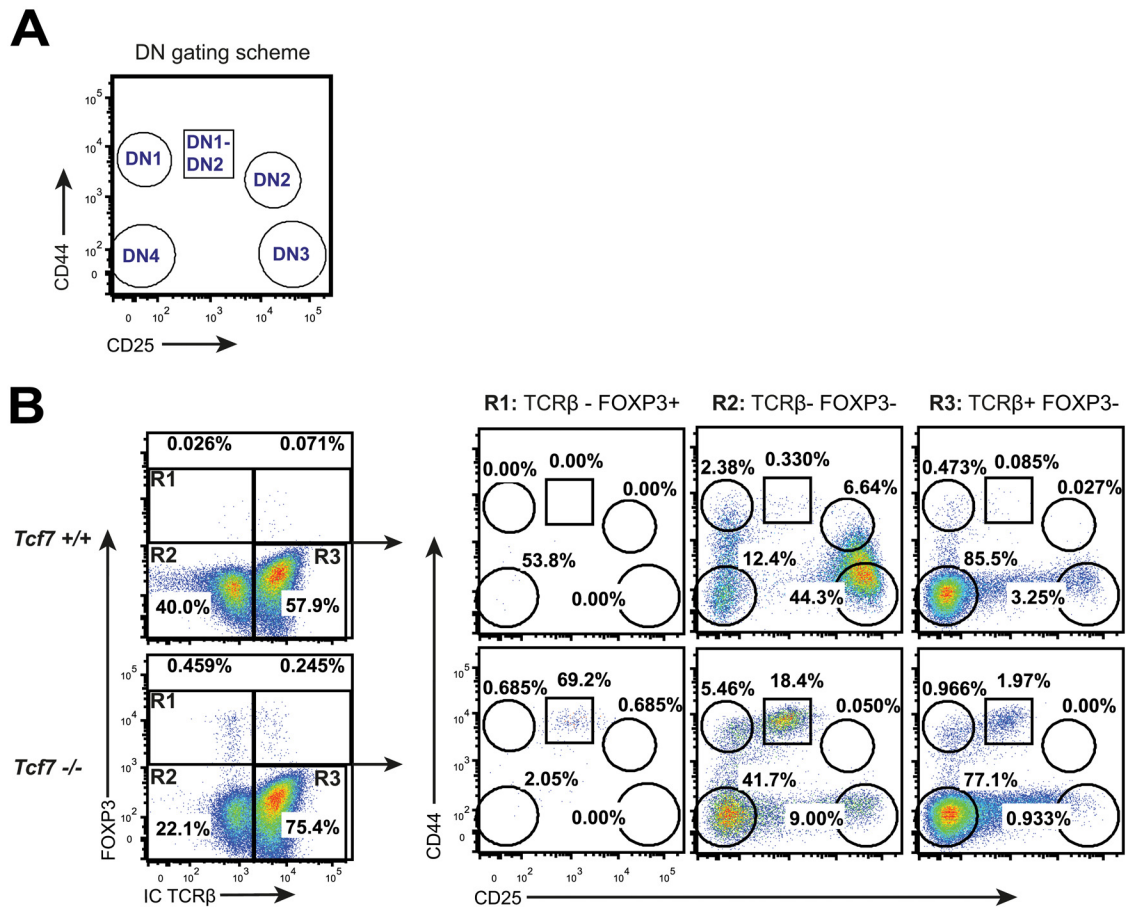 A
DN gating scheme
10^5
10^4
10^3
10^2
0
CD44
DN1
DN1-
DN2
DN2
DN4
DN3
0 10^2 10^3 10^4 10^5
CD25
B
R1: TCRβ - FOXP3+
R2: TCRβ- FOXP3-
R3: TCRβ+ FOXP3-
Tcf7 +/+
0.026% 0.071%
R1
R2 R3
40.0% 57.9%
0.00% 0.00% 0.00%
53.8%
0.00%
2.38% 0.330% 6.64%
12.4%
44.3%
0.473% 0.085% 0.027%
85.5%
3.25%
Tcf7 -/-
0.459% 0.245%
10^5
10^4
10^3
10^2
0
R1
R2 R3
22.1% 75.4%
FOXP3
0 10^2 10^3 10^4 10^5
IC TCRβ
10^5
10^4
10^3
10^2
0
CD44
0.685% 69.2% 0.685%
2.05%
0.00%
5.46% 18.4% 0.050%
41.7%
9.00%
0.966% 1.97% 0.00%
77.1%
0.933%
0 10^2 10^3 10^4 10^5
CD25